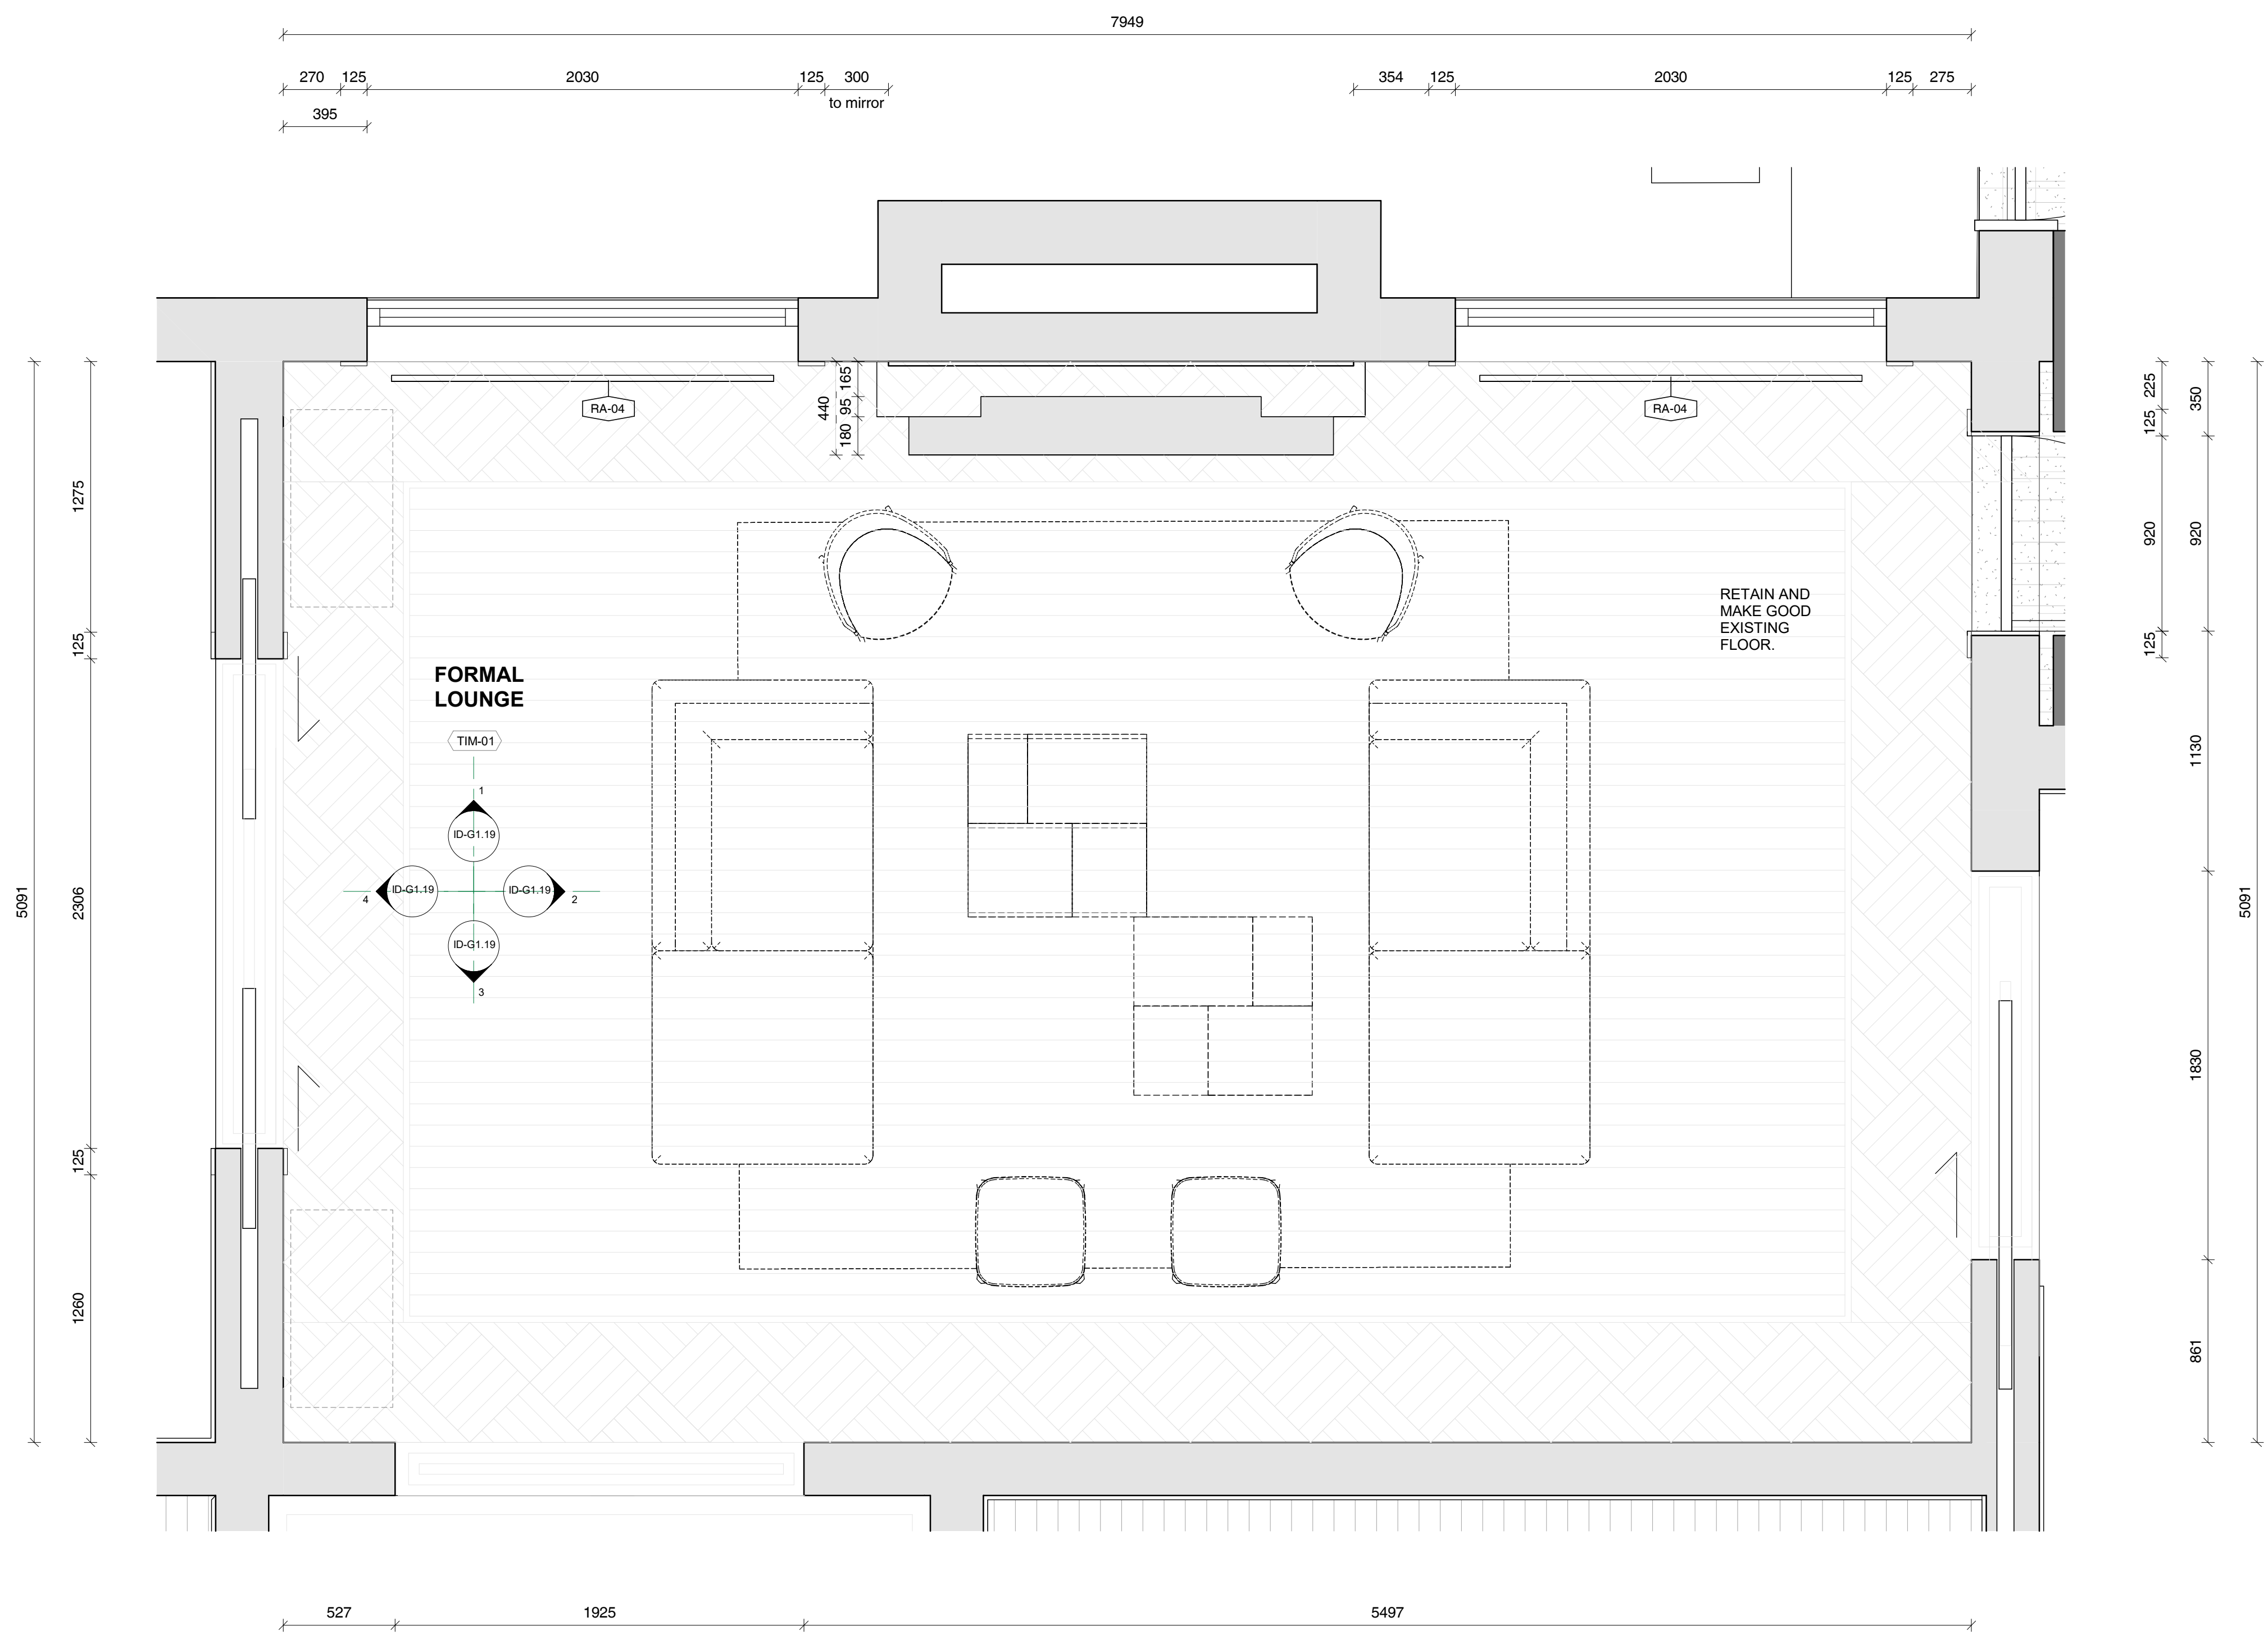 7949
270 125 2030 125 300 354 125 2030 125 275
to mirror
395
RA-04
RA-04
165
95
180
440
225
125
920
125
350
920
1130
1830
861
5091
5091
1275
125
2306
125
1260
RETAIN AND
MAKE GOOD
EXISTING
FLOOR.
FORMAL
LOUNGE
TIM-01
1
ID-G1.19
4
ID-G1.19
ID-G1.19
2
ID-G1.19
3
527 1925 5497